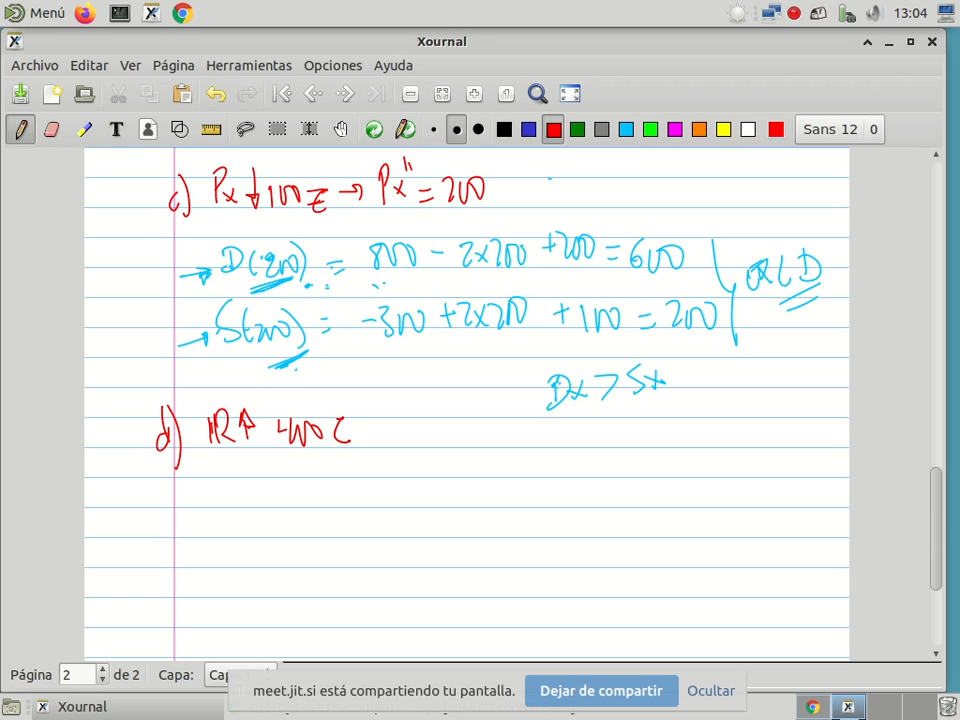 Menú 13:04
Xournal
Archivo Editar Ver Página Herramientas Opciones Ayuda
Sans 12 0
c) Px ↓ 100 € → Px'' = 200
→ D(200) = 800 - 2x200 + 200 = 600
→ S(200) = -300 + 2x200 + 100 = 200
D
Dx > Sx
d) ↑ 400 €
Página 2 de 2 Capa: Cap
meet.jit.si está compartiendo tu pantalla. Dejar de compartir Ocultar
Xournal